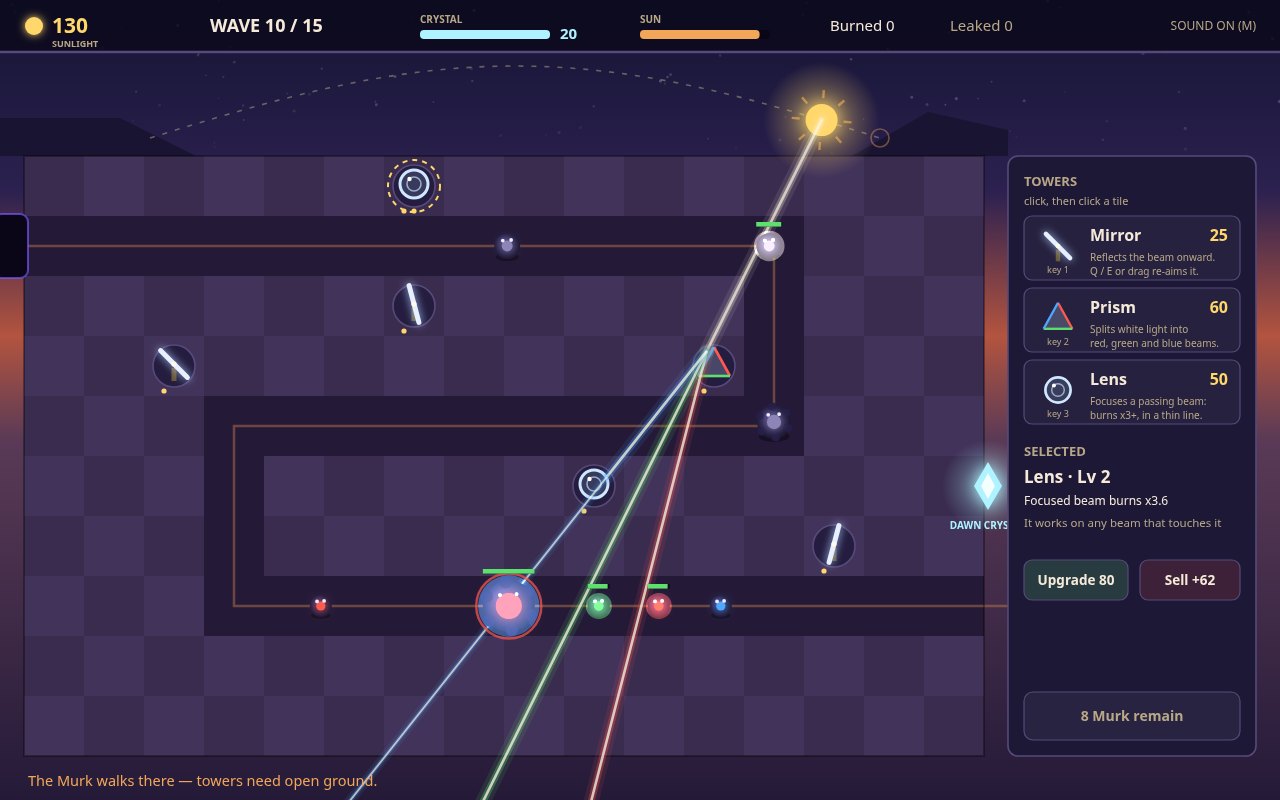 130
SUNLIGHT
WAVE 10 / 15
CRYSTAL
20
SUN
Burned 0
Leaked 0
SOUND ON (M)
TOWERS
click, then click a tile
Mirror
25
Reflects the beam onward.
Q / E or drag re-aims it.
key 1
Prism
60
Splits white light into
red, green and blue beams.
key 2
Lens
50
Focuses a passing beam:
burns x3+, in a thin line.
key 3
SELECTED
Lens · Lv 2
Focused beam burns x3.6
It works on any beam that touches it
DAWN CRYS
Upgrade 80
Sell +62
8 Murk remain
The Murk walks there — towers need open ground.